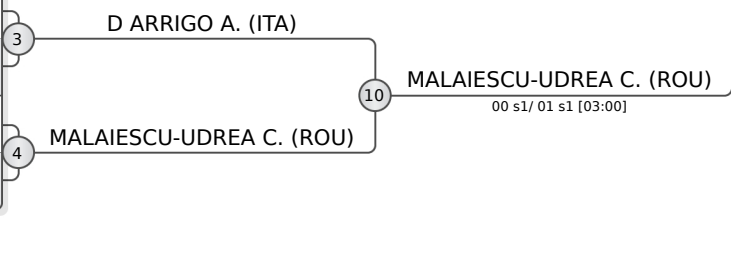 D ARRIGO A. (ITA)
3
10
MALAIESCU-UDREA C. (ROU)
00 s1/ 01 s1 [03:00]
MALAIESCU-UDREA C. (ROU)
4